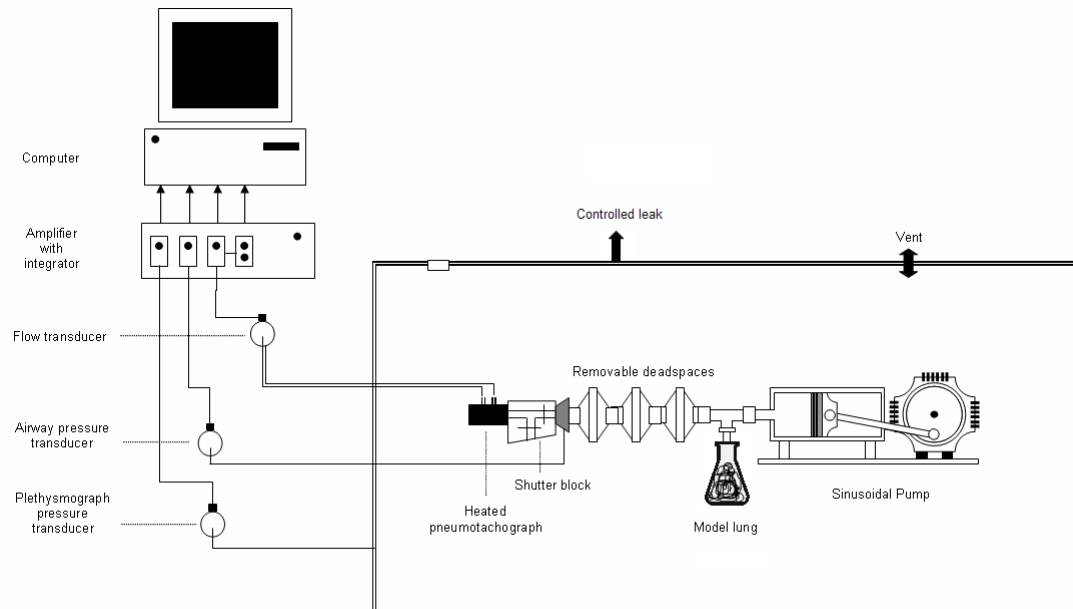 Computer
Controlled leak
Amplifier
with
integrator
Vent
Flow transducer
Removable deadspaces
Airway pressure
transducer
Shutter block
Sinusoidal Pump
Plethysmograph
pressure
transducer
Heated
pneumotachograph
Model lung